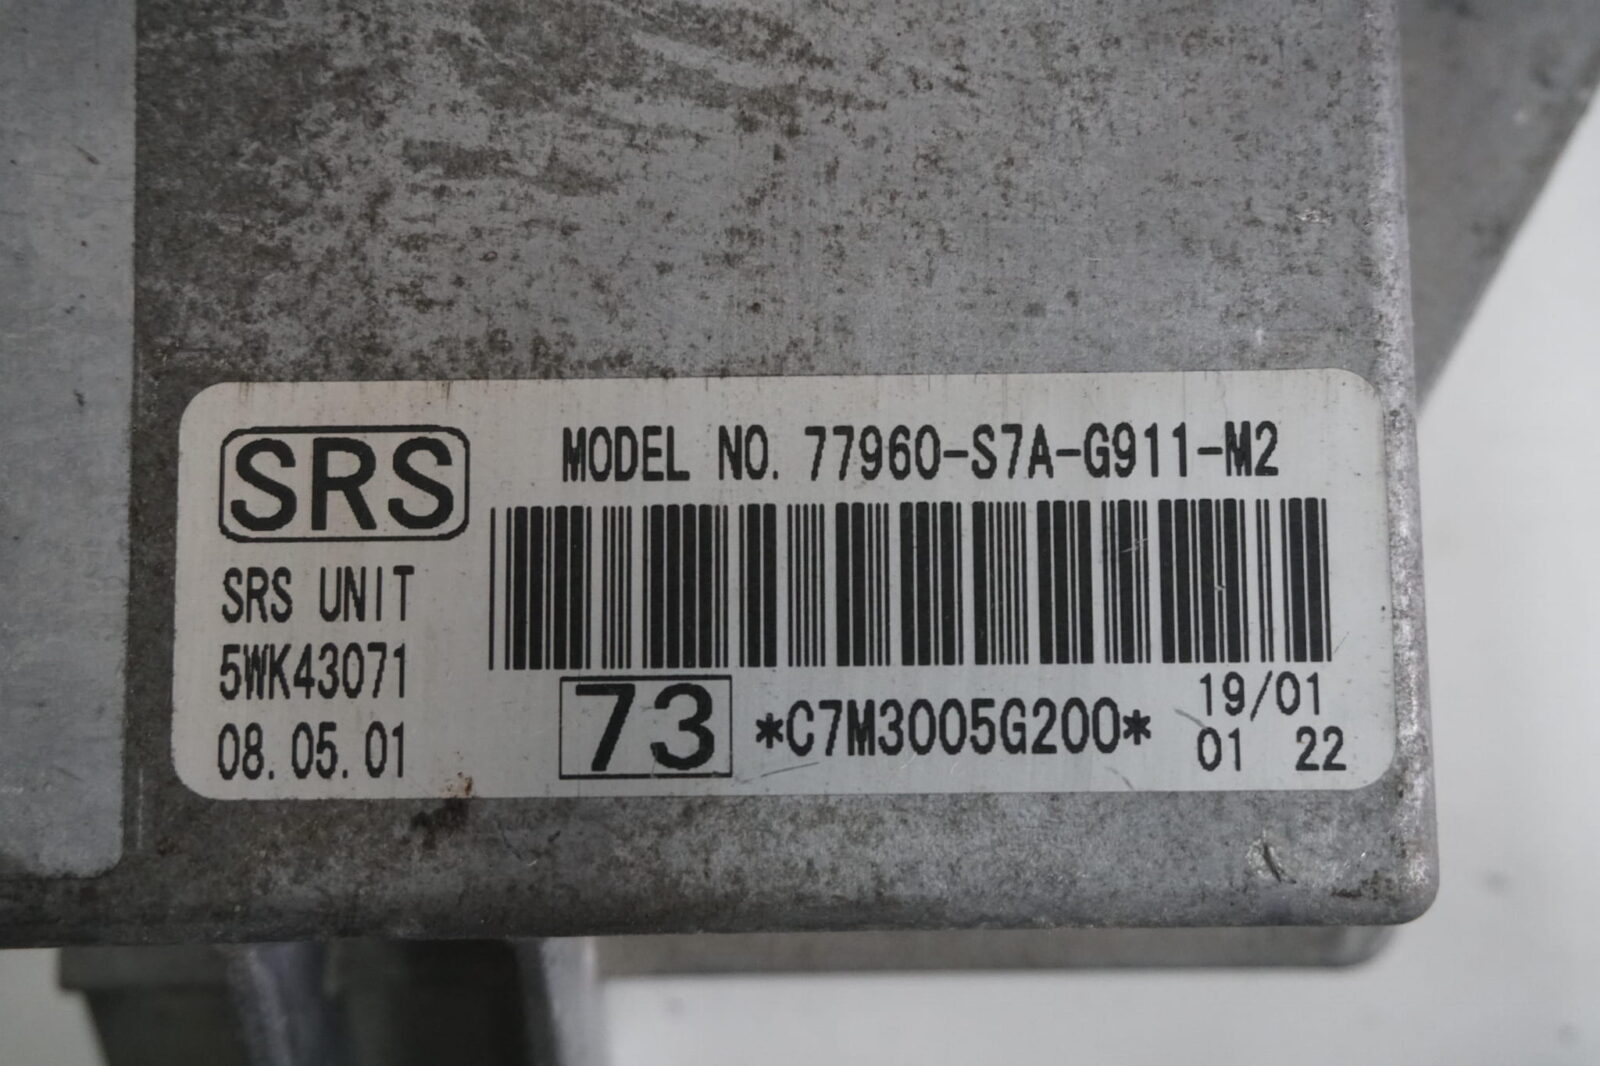 SRS
SRS UNIT
5WK43071
08.05.01
MODEL NO. 77960-S7A-G911-M2
73
*C7M3005G200*
19/01
01 22